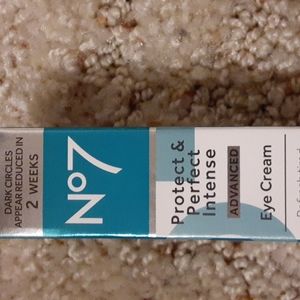 DARK CIRCLES
APPEAR REDUCED IN
2 WEEKS
No7
Protect &
Perfect
Intense
ADVANCED
Eye Cream